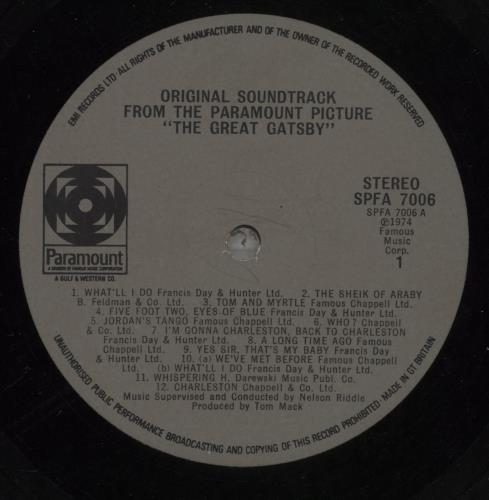 EMI RECORDS LTD · ALL RIGHTS OF THE MANUFACTURER AND OF THE OWNER OF THE RECORDED WORK RESERVED
ORIGINAL SOUNDTRACK
FROM THE PARAMOUNT PICTURE
"THE GREAT GATSBY"
Paramount
A DIVISION OF FAMOUS MUSIC CORPORATION
A GULF & WESTERN CO.
STEREO
SPFA 7006
SPFA 7006 A
℗1974
Famous
Music
Corp.
1
1. WHAT'LL I DO Francis Day & Hunter Ltd. 2. THE SHEIK OF ARABY
B. Feldman & Co. Ltd. 3. TOM AND MYRTLE Famous Chappell Ltd.
4. FIVE FOOT TWO, EYES OF BLUE Francis Day & Hunter Ltd.
5. JORDAN'S TANGO Famous Chappell Ltd. 6. WHO? Chappell
& Co. Ltd. 7. I'M GONNA CHARLESTON, BACK TO CHARLESTON
Francis Day & Hunter Ltd. 8. A LONG TIME AGO Famous
Chappell Ltd. 9. YES SIR, THAT'S MY BABY Francis Day
& Hunter Ltd. 10. (a) WE'VE MET BEFORE Famous Chappell
Ltd. (b) WHAT'LL I DO Francis Day & Hunter Ltd.
11. WHISPERING H. Darewski Music Publ. Co.
12. CHARLESTON Chappell & Co. Ltd.
Music Supervised and Conducted by Nelson Riddle
Produced by Tom Mack
UNAUTHORISED PUBLIC PERFORMANCE BROADCASTING AND COPYING OF THIS RECORD PROHIBITED · MADE IN GT BRITAIN